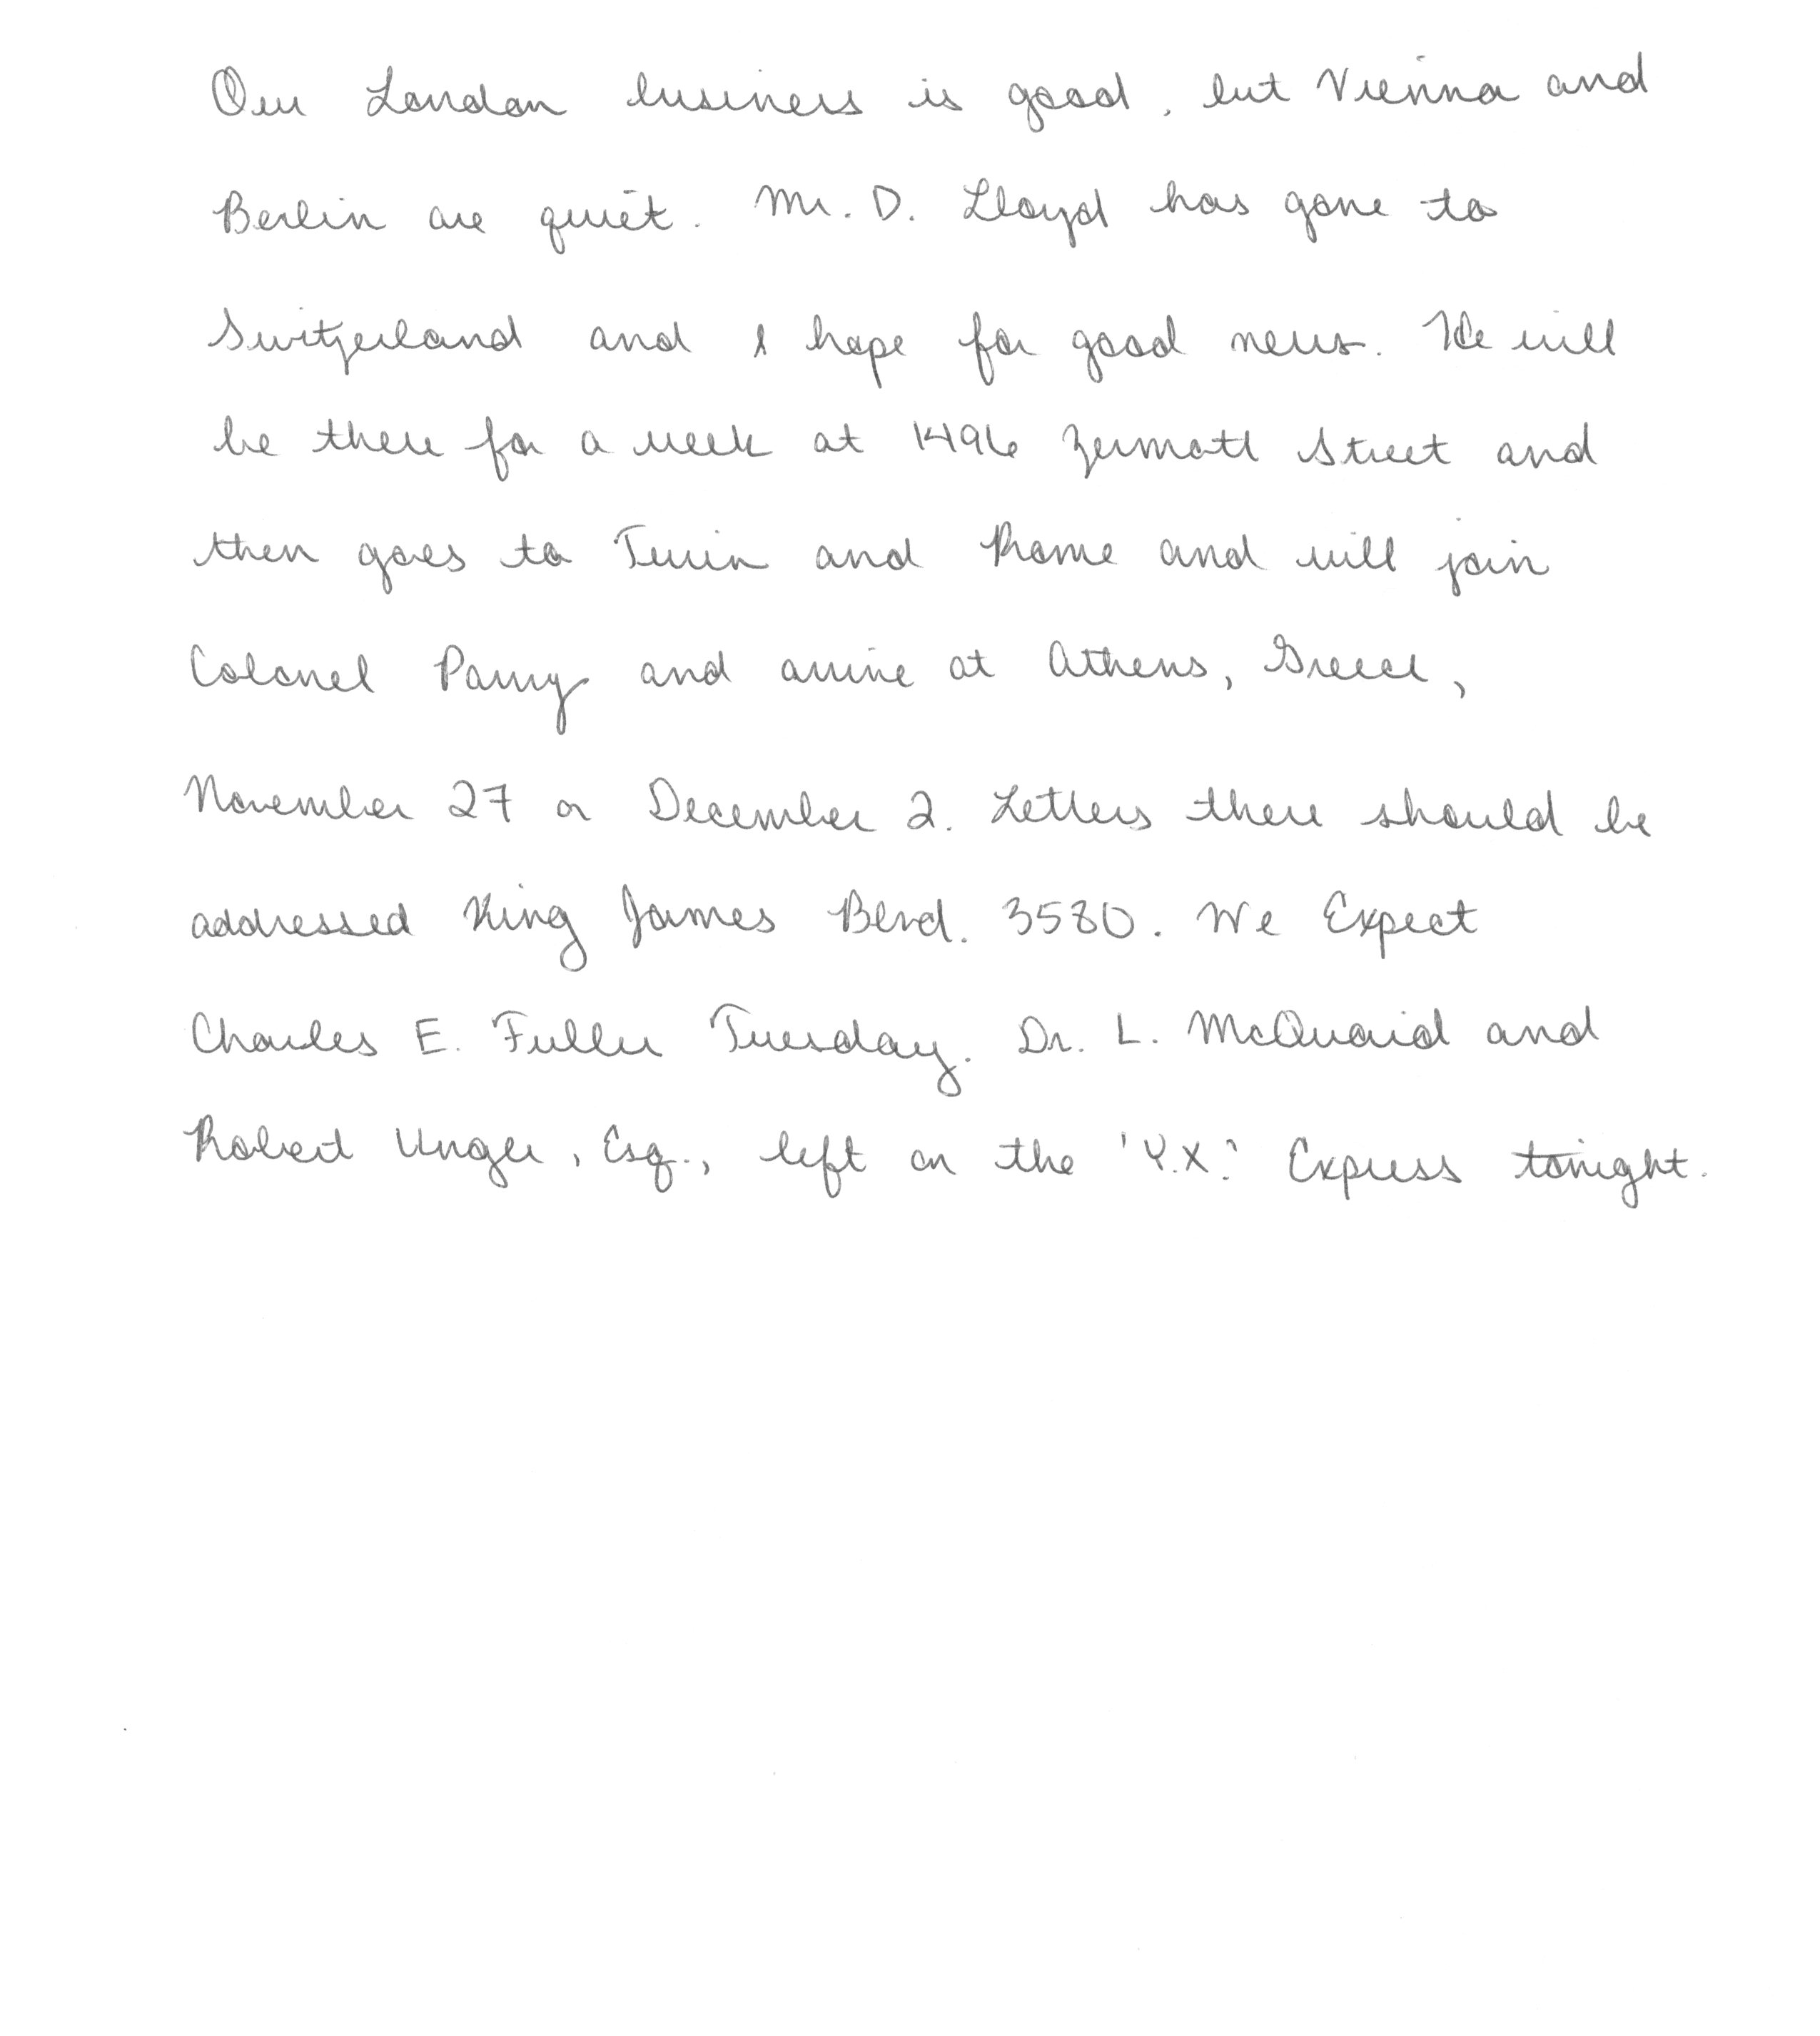 Our London business is good, but Vienna and
Berlin are quiet. Mr. D. Lloyd has gone to
Switzerland and I hope for good news. He will
be there for a week at 1496 Zermatt Street and
then goes to Turin and Rome and will join
Colonel Parry and arrive at Athens, Greece,
November 27 or December 2. Letters there should be
addressed King James Blvd. 3580. We Expect
Charles E. Fuller Tuesday. Dr. L. McQuaid and
Robert Unger, Esq., left on the 'Y.X.' Express tonight.